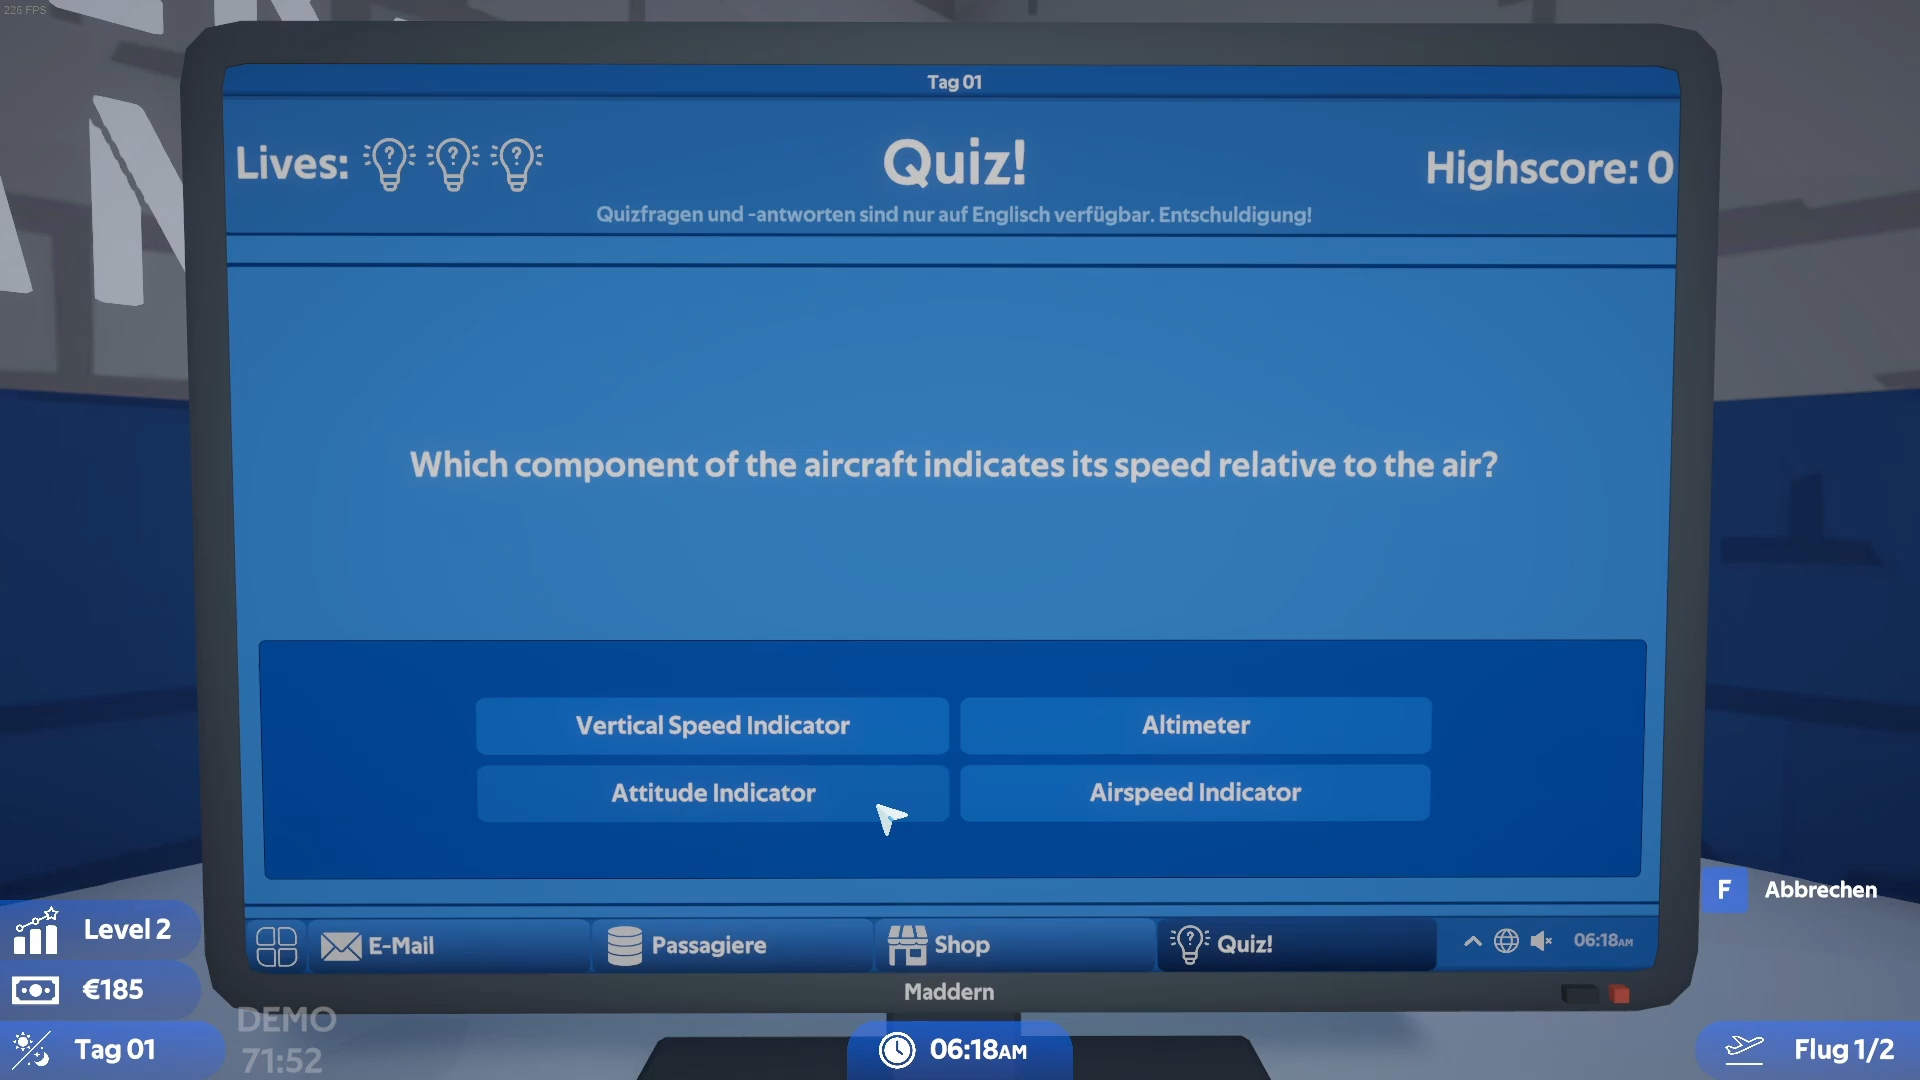 226 FPS
Tag 01
Lives:
Quiz!
Highscore: 0
Quizfragen und -antworten sind nur auf Englisch verfügbar. Entschuldigung!
Which component of the aircraft indicates its speed relative to the air?
Vertical Speed Indicator
Altimeter
Attitude Indicator
Airspeed Indicator
F Abbrechen
E-Mail
Passagiere
Shop
Quiz!
06:18AM
Maddern
Level 2
€185
Tag 01
DEMO
71:52
06:18AM
Flug 1/2